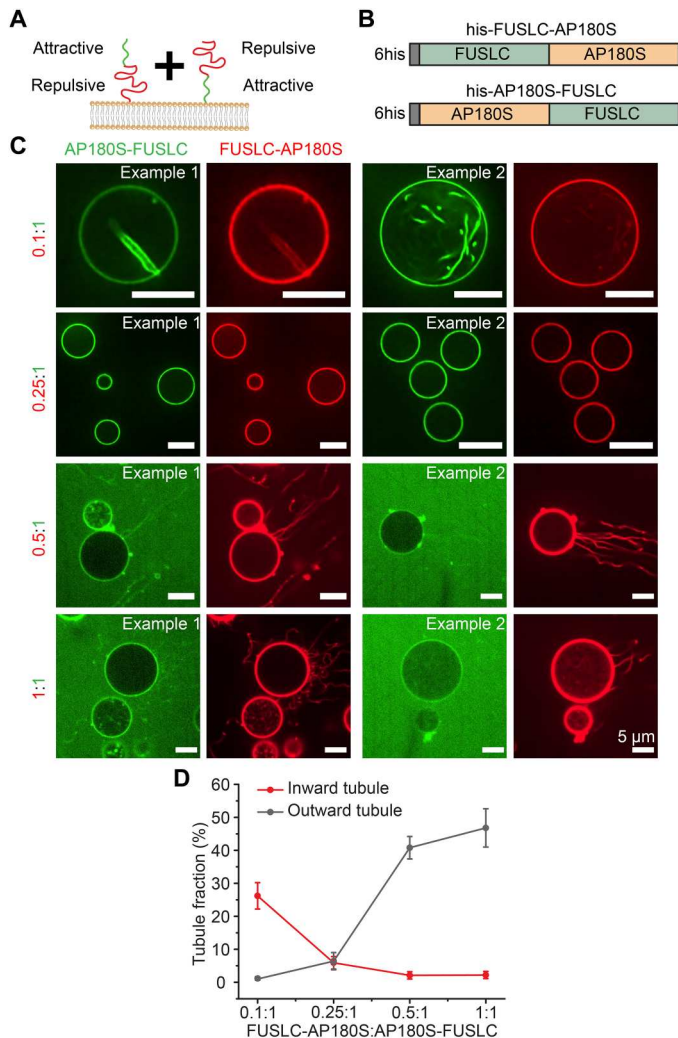 A
Attractive
Repulsive
Repulsive
Attractive
B
his-FUSLC-AP180S
6his FUSLC AP180S
his-AP180S-FUSLC
6his AP180S FUSLC
C
AP180S-FUSLC FUSLC-AP180S
0.1:1
Example 1
Example 2
0.25:1
Example 1
Example 2
0.5:1
Example 1
Example 2
1:1
Example 1
Example 2
5 µm
D
Inward tubule
Outward tubule
Tubule fraction (%)
60
50
40
30
20
10
0
0.1:1 0.25:1 0.5:1 1:1
FUSLC-AP180S:AP180S-FUSLC